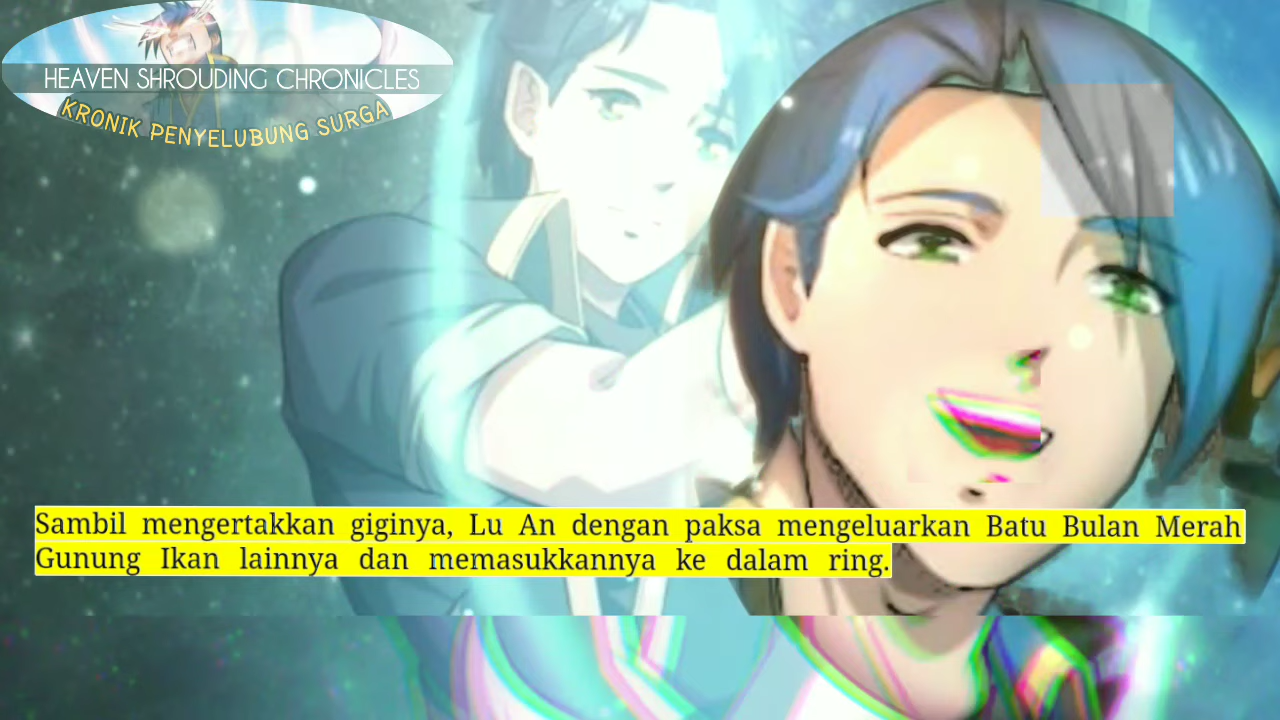 HEAVEN SHROUDING CHRONICLES
KRONIK PENYELUBUNG SURGA
Sambil mengertakkan giginya, Lu An dengan paksa mengeluarkan Batu Bulan Merah
Gunung Ikan lainnya dan memasukkannya ke dalam ring.